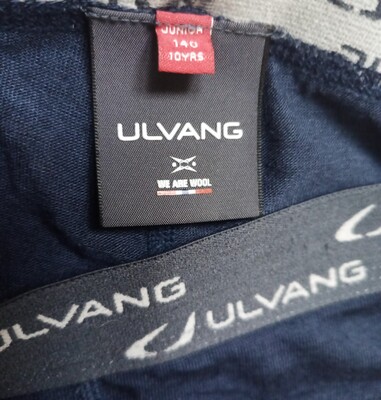 JUNIOR
140
10YRS
ULVANG
WE ARE WOOL
ULVANG
ULVANG